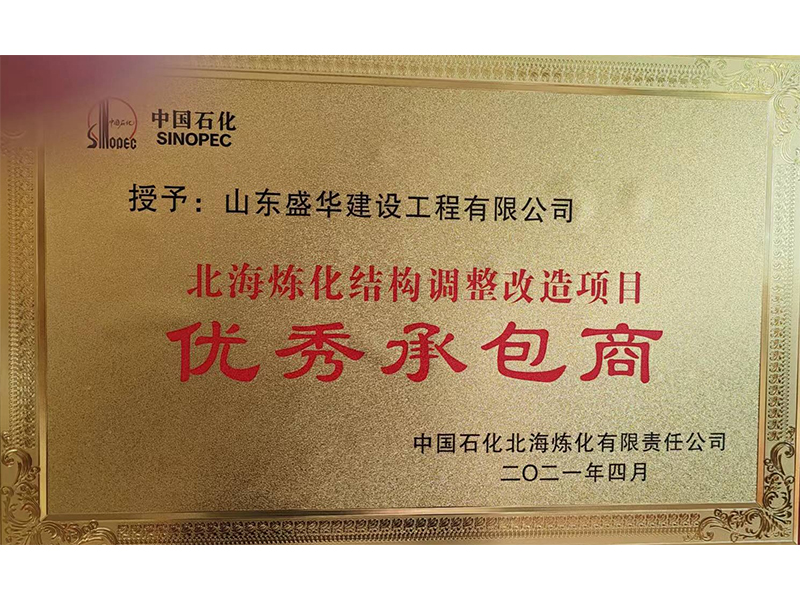 中国石化
SINOPEC
中国石化
SINOPEC
授予：山东盛华建设工程有限公司
北海炼化结构调整改造项目
优秀承包商
中国石化北海炼化有限责任公司
二〇二一年四月